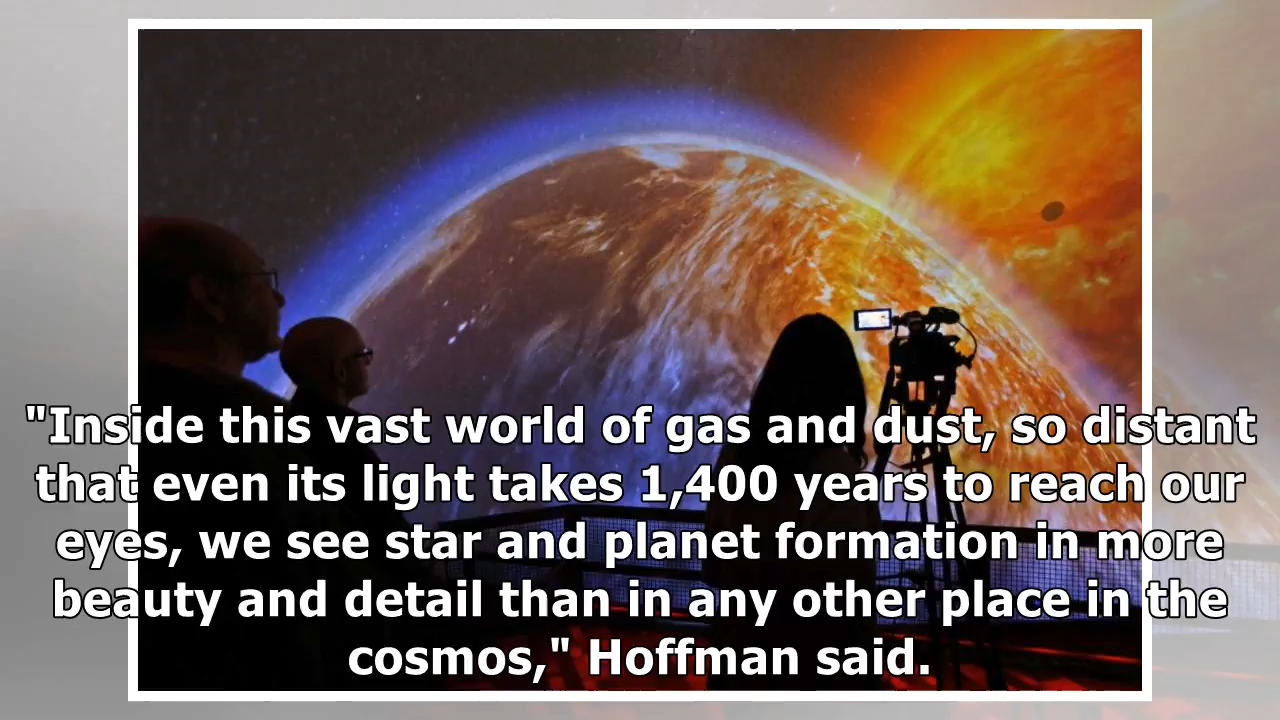 "Inside this vast world of gas and dust, so distant
that even its light takes 1,400 years to reach our
eyes, we see star and planet formation in more
beauty and detail than in any other place in the
cosmos," Hoffman said.